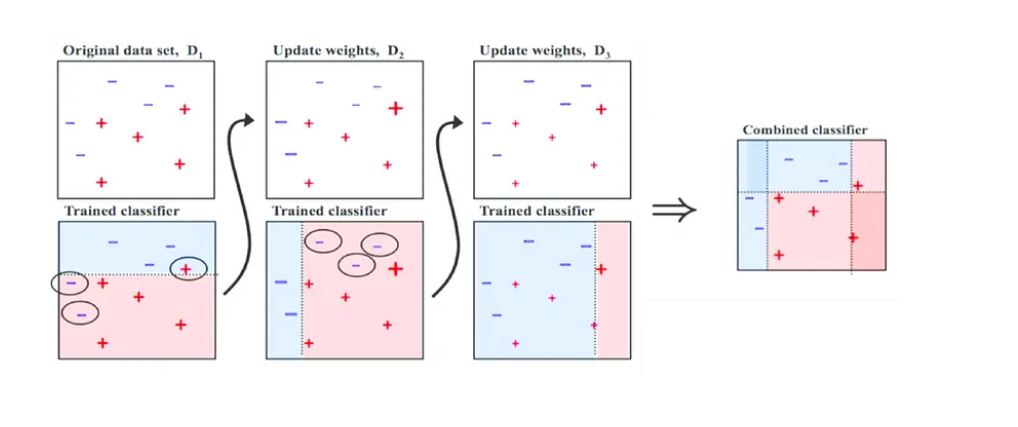 Original data set, D₁
Update weights, D₂
Update weights, D₃
Combined classifier
Trained classifier
Trained classifier
Trained classifier